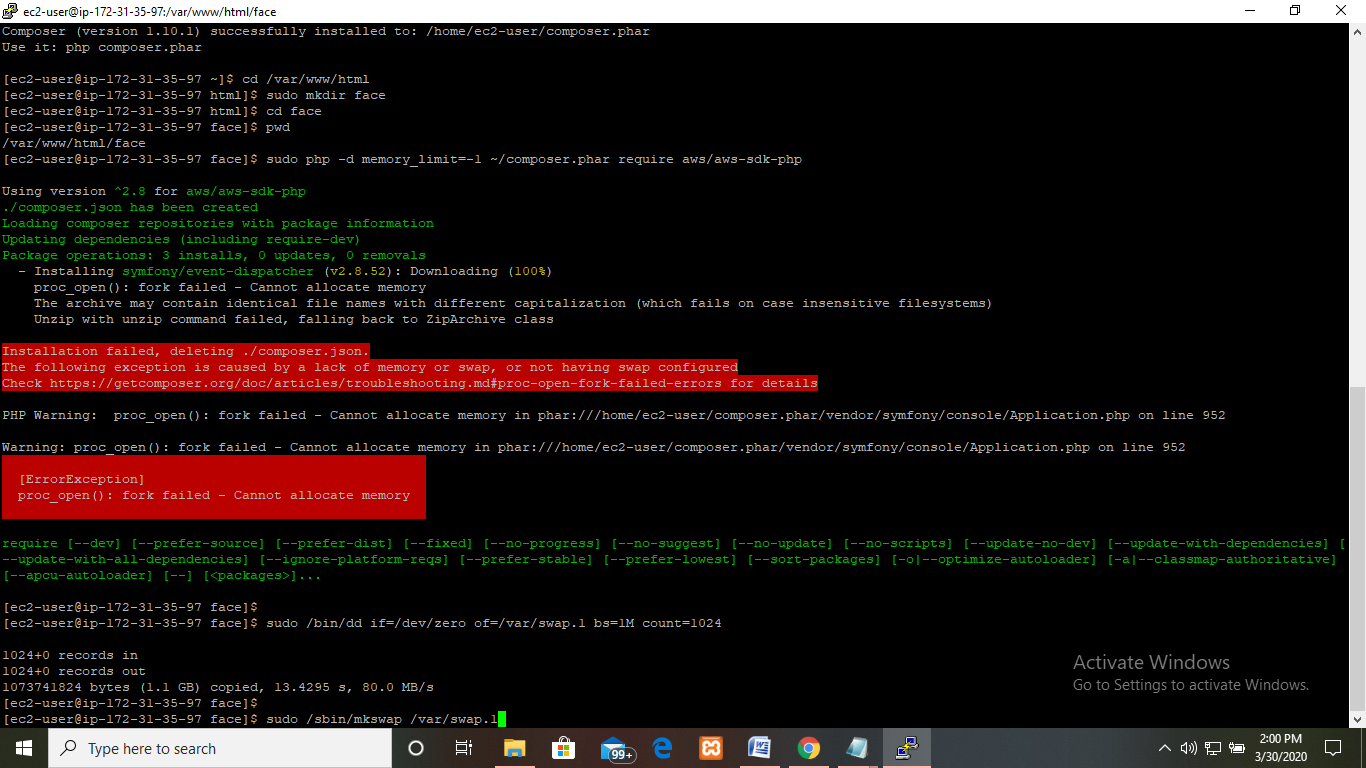 ec2-user@ip-172-31-35-97:/var/www/html/face
Composer (version 1.10.1) successfully installed to: /home/ec2-user/composer.phar
Use it: php composer.phar
[ec2-user@ip-172-31-35-97 ~]$ cd /var/www/html
[ec2-user@ip-172-31-35-97 html]$ sudo mkdir face
[ec2-user@ip-172-31-35-97 html]$ cd face
[ec2-user@ip-172-31-35-97 face]$ pwd
/var/www/html/face
[ec2-user@ip-172-31-35-97 face]$ sudo php -d memory_limit=-1 ~/composer.phar require aws/aws-sdk-php
Using version ^2.8 for aws/aws-sdk-php
./composer.json has been created
Loading composer repositories with package information
Updating dependencies (including require-dev)
Package operations: 3 installs, 0 updates, 0 removals
- Installing symfony/event-dispatcher (v2.8.52): Downloading (100%)
proc_open(): fork failed - Cannot allocate memory
The archive may contain identical file names with different capitalization (which fails on case insensitive filesystems)
Unzip with unzip command failed, falling back to ZipArchive class
Installation failed, deleting ./composer.json.
The following exception is caused by a lack of memory or swap, or not having swap configured
Check https://getcomposer.org/doc/articles/troubleshooting.md#proc-open-fork-failed-errors for details
PHP Warning:  proc_open(): fork failed - Cannot allocate memory in phar:///home/ec2-user/composer.phar/vendor/symfony/console/Application.php on line 952
Warning: proc_open(): fork failed - Cannot allocate memory in phar:///home/ec2-user/composer.phar/vendor/symfony/console/Application.php on line 952
[ErrorException]
proc_open(): fork failed - Cannot allocate memory
require [--dev] [--prefer-source] [--prefer-dist] [--fixed] [--no-progress] [--no-suggest] [--no-update] [--no-scripts] [--update-no-dev] [--update-with-dependencies] [
--update-with-all-dependencies] [--ignore-platform-reqs] [--prefer-stable] [--prefer-lowest] [--sort-packages] [-o|--optimize-autoloader] [-a|--classmap-authoritative]
[--apcu-autoloader] [--] [<packages>]...
[ec2-user@ip-172-31-35-97 face]$
[ec2-user@ip-172-31-35-97 face]$ sudo /bin/dd if=/dev/zero of=/var/swap.1 bs=1M count=1024
1024+0 records in
1024+0 records out
1073741824 bytes (1.1 GB) copied, 13.4295 s, 80.0 MB/s
[ec2-user@ip-172-31-35-97 face]$
[ec2-user@ip-172-31-35-97 face]$ sudo /sbin/mkswap /var/swap.1
Activate Windows
Go to Settings to activate Windows.
Type here to search
99+
2:00 PM
3/30/2020